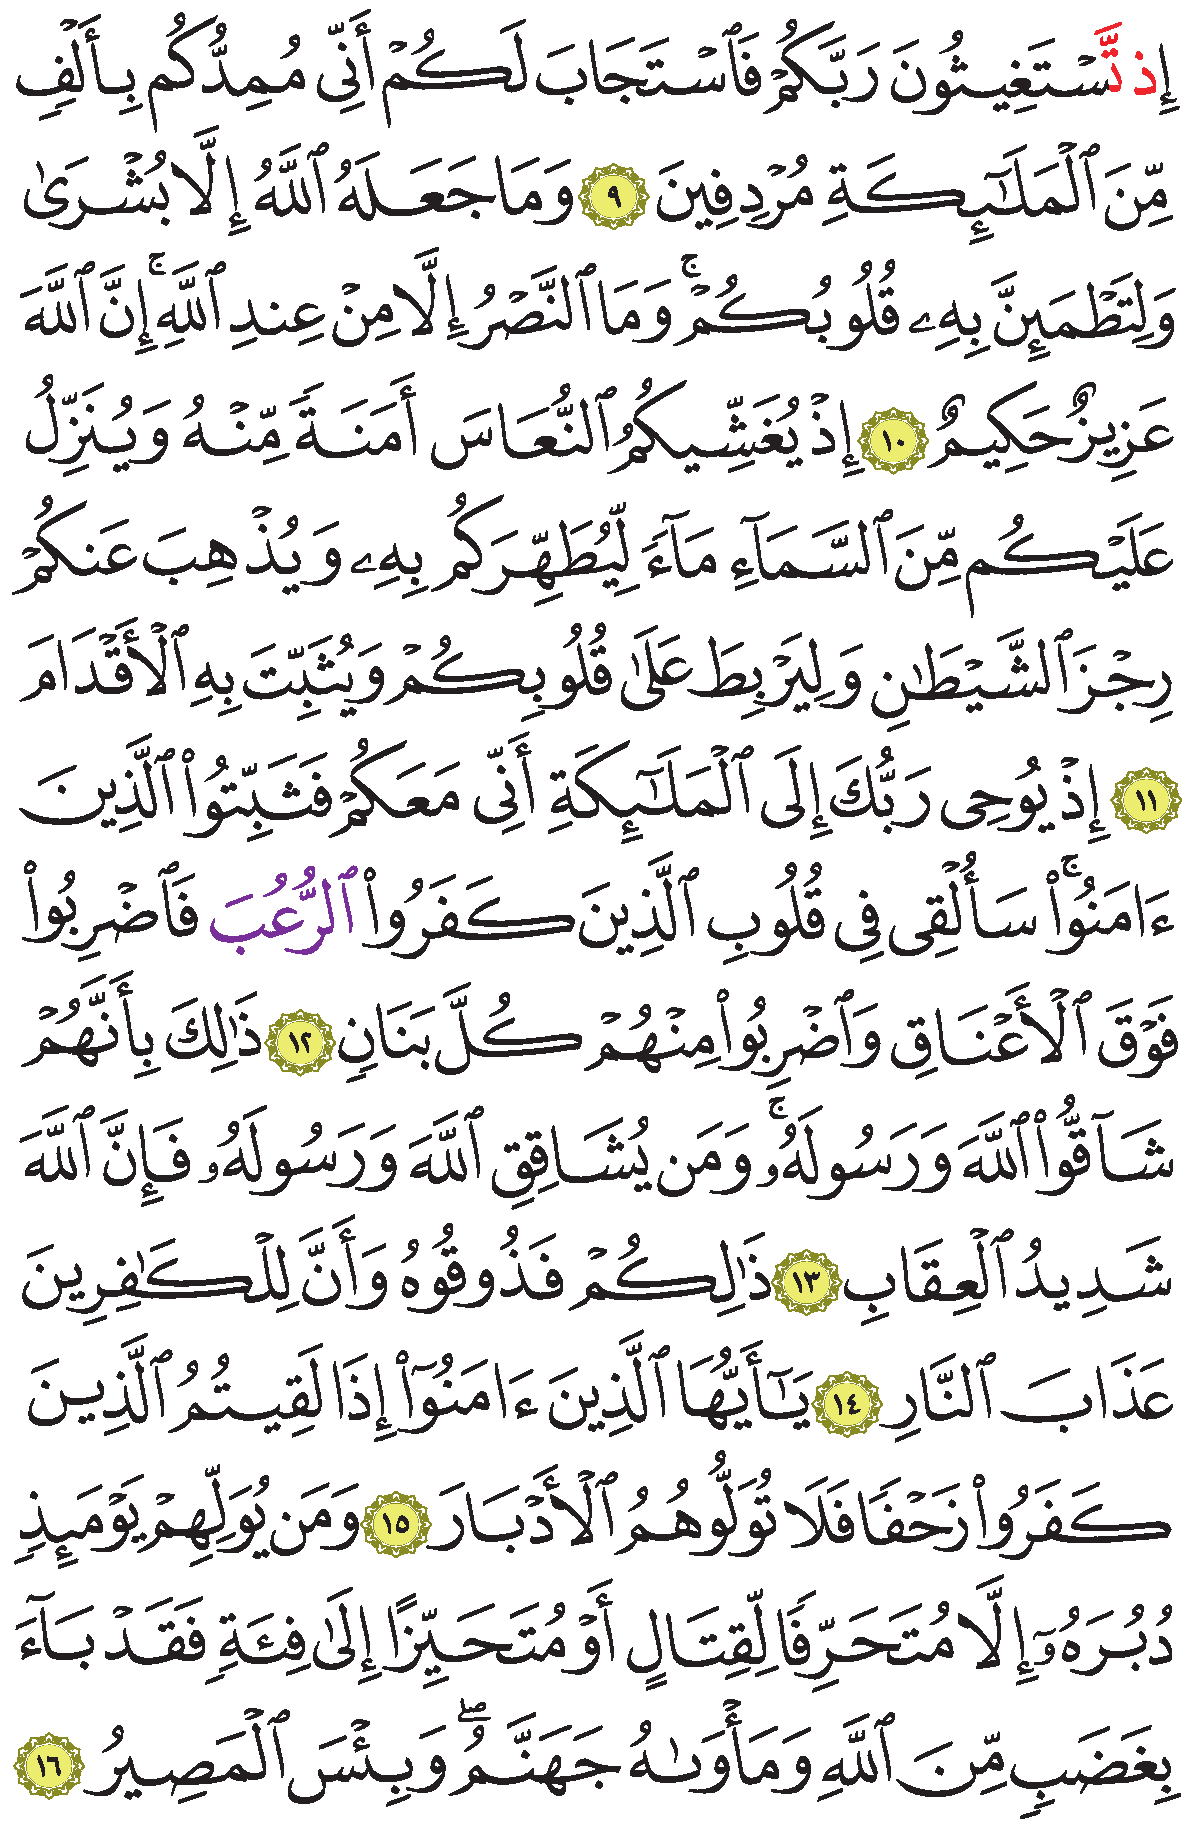 إِذ تَّسْتَغِيثُونَ رَبَّكُمْ فَٱسْتَجَابَ لَكُمْ أَنِّى مُمِدُّكُم بِأَلْفٍ
مِّنَ ٱلْمَلَٰٓئِكَةِ مُرْدِفِينَ ٩ وَمَا جَعَلَهُ ٱللَّهُ إِلَّا بُشْرَىٰ
وَلِتَطْمَئِنَّ بِهِۦ قُلُوبُكُمْ ۚ وَمَا ٱلنَّصْرُ إِلَّا مِنْ عِندِ ٱللَّهِ ۚ إِنَّ ٱللَّهَ
عَزِيزٌ حَكِيمٌ ١٠ إِذْ يُغَشِّيكُمُ ٱلنُّعَاسَ أَمَنَةً مِّنْهُ وَيُنَزِّلُ
عَلَيْكُم مِّنَ ٱلسَّمَآءِ مَآءً لِّيُطَهِّرَكُم بِهِۦ وَيُذْهِبَ عَنكُمْ
رِجْزَ ٱلشَّيْطَٰنِ وَلِيَرْبِطَ عَلَىٰ قُلُوبِكُمْ وَيُثَبِّتَ بِهِ ٱلْأَقْدَامَ
١١ إِذْ يُوحِى رَبُّكَ إِلَى ٱلْمَلَٰٓئِكَةِ أَنِّى مَعَكُمْ فَثَبِّتُوا۟ ٱلَّذِينَ
ءَامَنُوا۟ ۚ سَأُلْقِى فِى قُلُوبِ ٱلَّذِينَ كَفَرُوا۟ ٱلرُّعُبَ فَٱضْرِبُوا۟
فَوْقَ ٱلْأَعْنَاقِ وَٱضْرِبُوا۟ مِنْهُمْ كُلَّ بَنَانٍ ١٢ ذَٰلِكَ بِأَنَّهُمْ
شَآقُّوا۟ ٱللَّهَ وَرَسُولَهُۥ ۚ وَمَن يُشَاقِقِ ٱللَّهَ وَرَسُولَهُۥ فَإِنَّ ٱللَّهَ
شَدِيدُ ٱلْعِقَابِ ١٣ ذَٰلِكُمْ فَذُوقُوهُ وَأَنَّ لِلْكَٰفِرِينَ
عَذَابَ ٱلنَّارِ ١٤ يَٰٓأَيُّهَا ٱلَّذِينَ ءَامَنُوٓا۟ إِذَا لَقِيتُمُ ٱلَّذِينَ
كَفَرُوا۟ زَحْفًا فَلَا تُوَلُّوهُمُ ٱلْأَدْبَارَ ١٥ وَمَن يُوَلِّهِمْ يَوْمَئِذٍ
دُبُرَهُۥٓ إِلَّا مُتَحَرِّفًا لِّقِتَالٍ أَوْ مُتَحَيِّزًا إِلَىٰ فِئَةٍ فَقَدْ بَآءَ
بِغَضَبٍ مِّنَ ٱللَّهِ وَمَأْوَىٰهُ جَهَنَّمُ ۖ وَبِئْسَ ٱلْمَصِيرُ ١٦